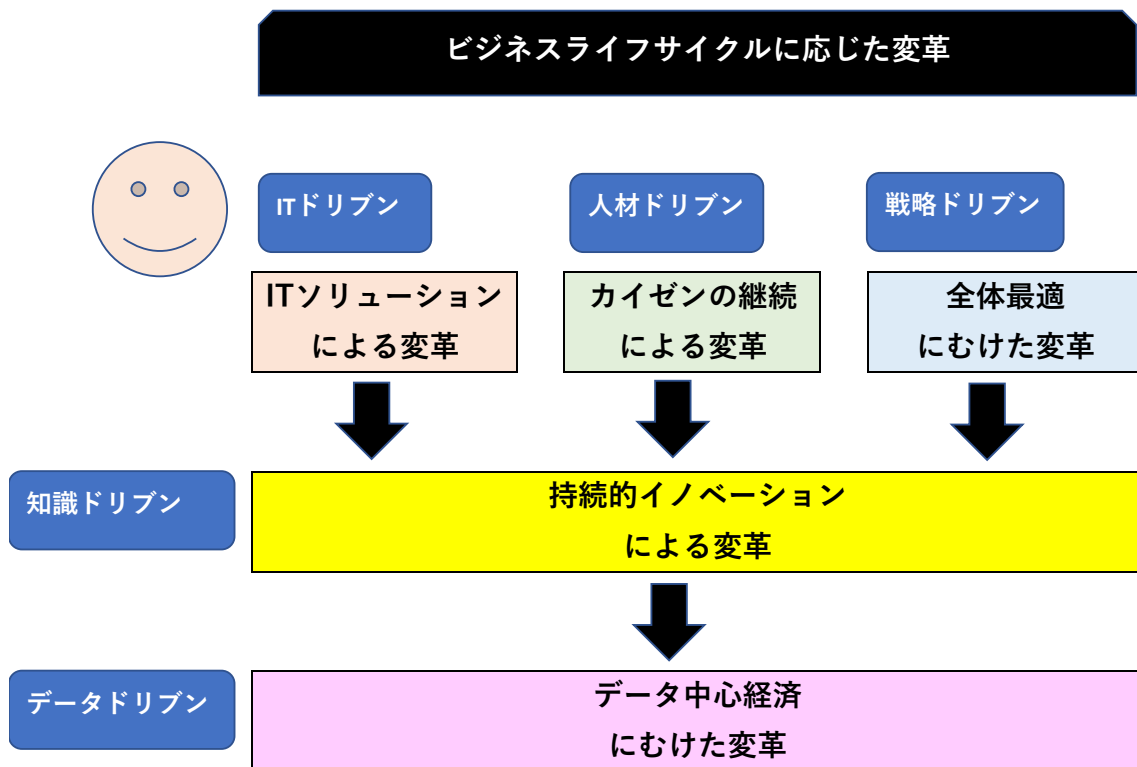 ビジネスライフサイクルに応じた変革
ITドリブン
人材ドリブン
戦略ドリブン
ITソリューション
による変革
カイゼンの継続
による変革
全体最適
にむけた変革
知識ドリブン
持続的イノベーション
による変革
データドリブン
データ中心経済
にむけた変革